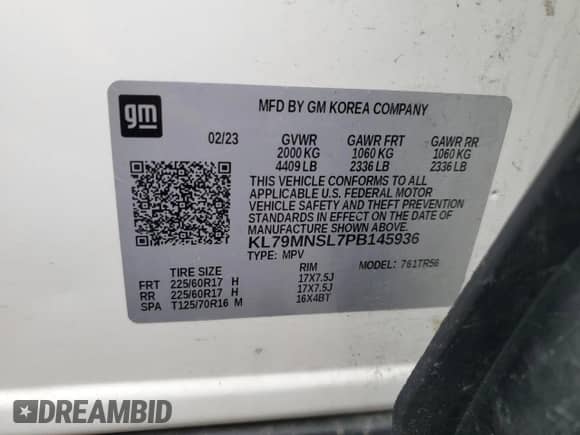 gm
MFD BY GM KOREA COMPANY
02/23 GVWR GAWR FRT GAWR RR
2000 KG 1060 KG 1060 KG
4409 LB 2336 LB 2336 LB
THIS VEHICLE CONFORMS TO ALL
APPLICABLE U.S. FEDERAL MOTOR
VEHICLE SAFETY AND THEFT PREVENTION
STANDARDS IN EFFECT ON THE DATE OF
MANUFACTURE SHOWN ABOVE.
KL79MNSL7PB145936
TYPE: MPV MODEL: 761TR56
TIRE SIZE RIM
FRT 225/60R17 H 17X7.5J
RR 225/60R17 H 17X7.5J
SPA T125/70R16 M 16X4BT
DREAMBID